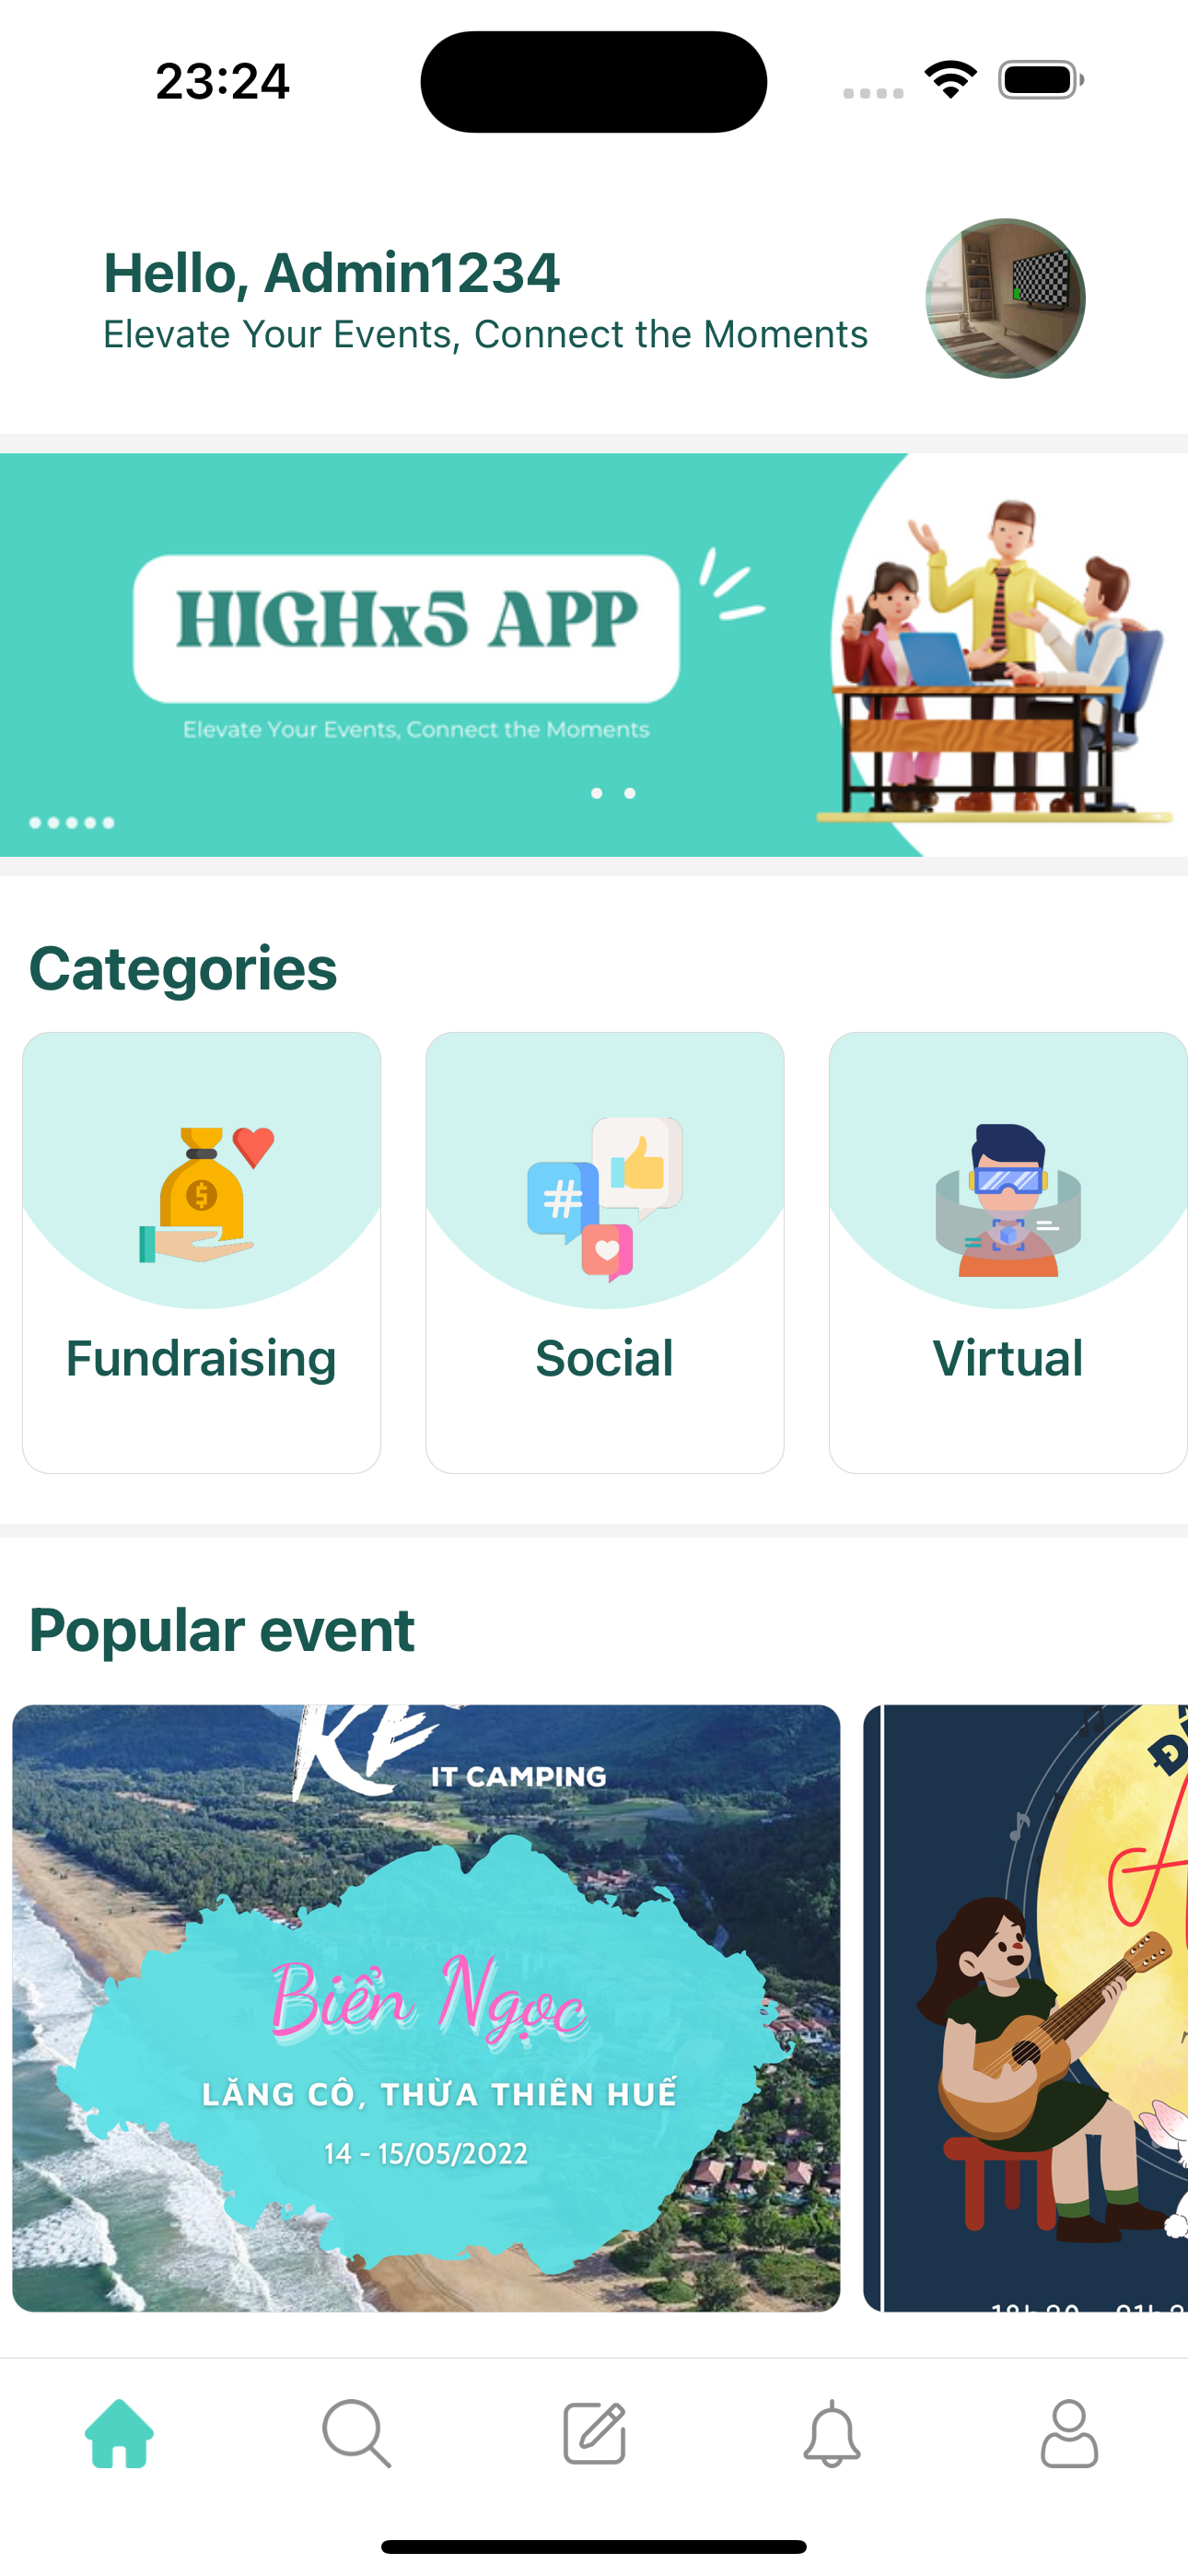 23:24
Hello, Admin1234
Elevate Your Events, Connect the Moments
HIGHx5 APP
Elevate Your Events, Connect the Moments
Categories
Fundraising
Social
Virtual
Popular event
IT CAMPING
Biển Ngọc
LĂNG CÔ, THỪA THIÊN HUẾ
14 - 15/05/2022